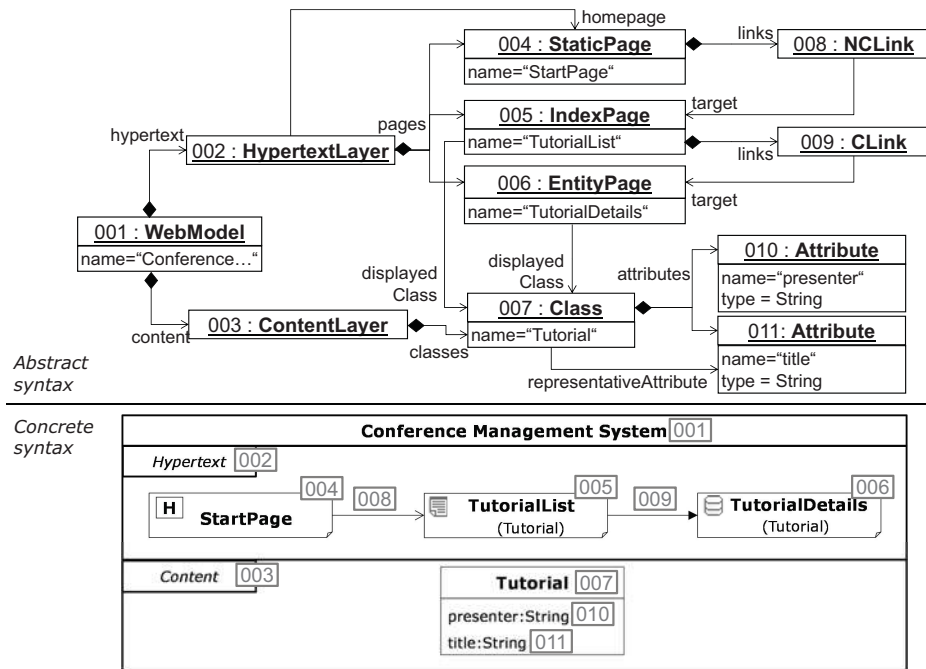 homepage
004 : StaticPage
name=“StartPage“
links
008 : NCLink
hypertext
002 : HypertextLayer
pages
005 : IndexPage
name=“TutorialList“
target
links
009 : CLink
006 : EntityPage
name=“TutorialDetails“
target
001 : WebModel
name=“Conference…“
displayed
Class
displayed
Class
attributes
010 : Attribute
name=“presenter“
type = String
content
003 : ContentLayer
classes
007 : Class
name=“Tutorial“
011: Attribute
name=“title“
type = String
representativeAttribute
Abstract
syntax
Concrete
syntax
Conference Management System 001
Hypertext 002
H
StartPage
004
008
TutorialList
(Tutorial)
005
009
TutorialDetails
(Tutorial)
006
Content 003
Tutorial 007
presenter:String 010
title:String 011